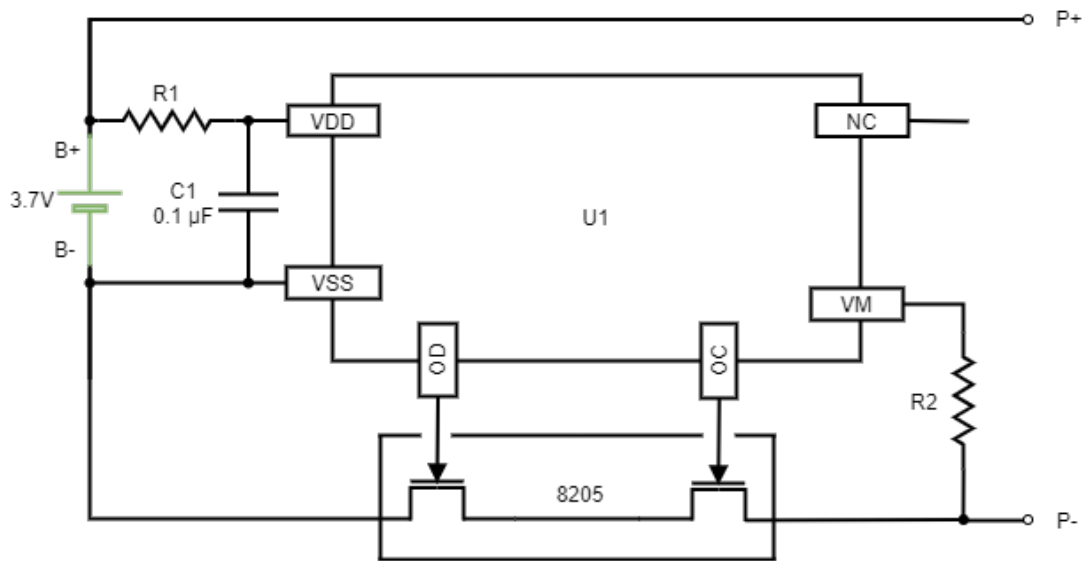 P+
R1
VDD
NC
B+
3.7V
C1
0.1 µF
U1
B-
VSS
VM
OD
OC
R2
8205
P-